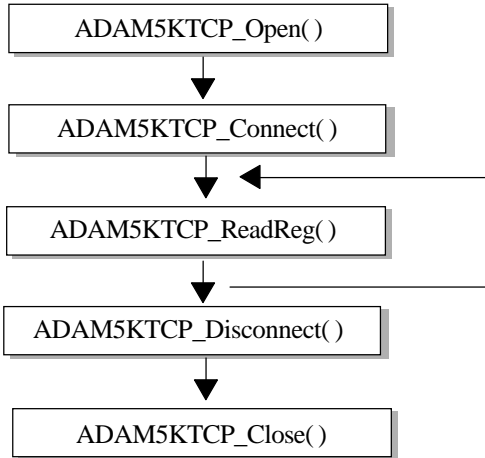 ADAM5KTCP_Open( )
ADAM5KTCP_Connect( )
ADAM5KTCP_ReadReg( )
ADAM5KTCP_Disconnect( )
ADAM5KTCP_Close( )